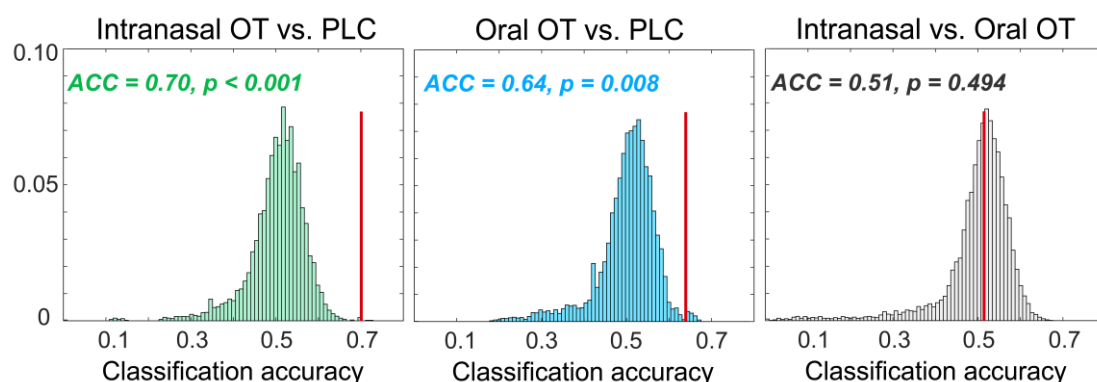 Intranasal OT vs. PLC
Oral OT vs. PLC
Intranasal vs. Oral OT
0.10
0.05
0
ACC = 0.70, p < 0.001
ACC = 0.64, p = 0.008
ACC = 0.51, p = 0.494
0.1 0.3 0.5 0.7
0.1 0.3 0.5 0.7
0.1 0.3 0.5 0.7
Classification accuracy
Classification accuracy
Classification accuracy